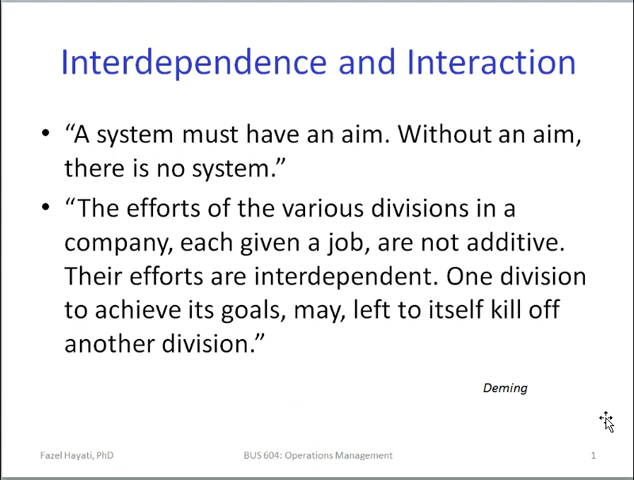 Interdependence and Interaction
• “A system must have an aim. Without an aim,
there is no system.”
• “The efforts of the various divisions in a
company, each given a job, are not additive.
Their efforts are interdependent. One division
to achieve its goals, may, left to itself kill off
another division.”
Deming
Fazel Hayati, PhD
BUS 604: Operations Management
1